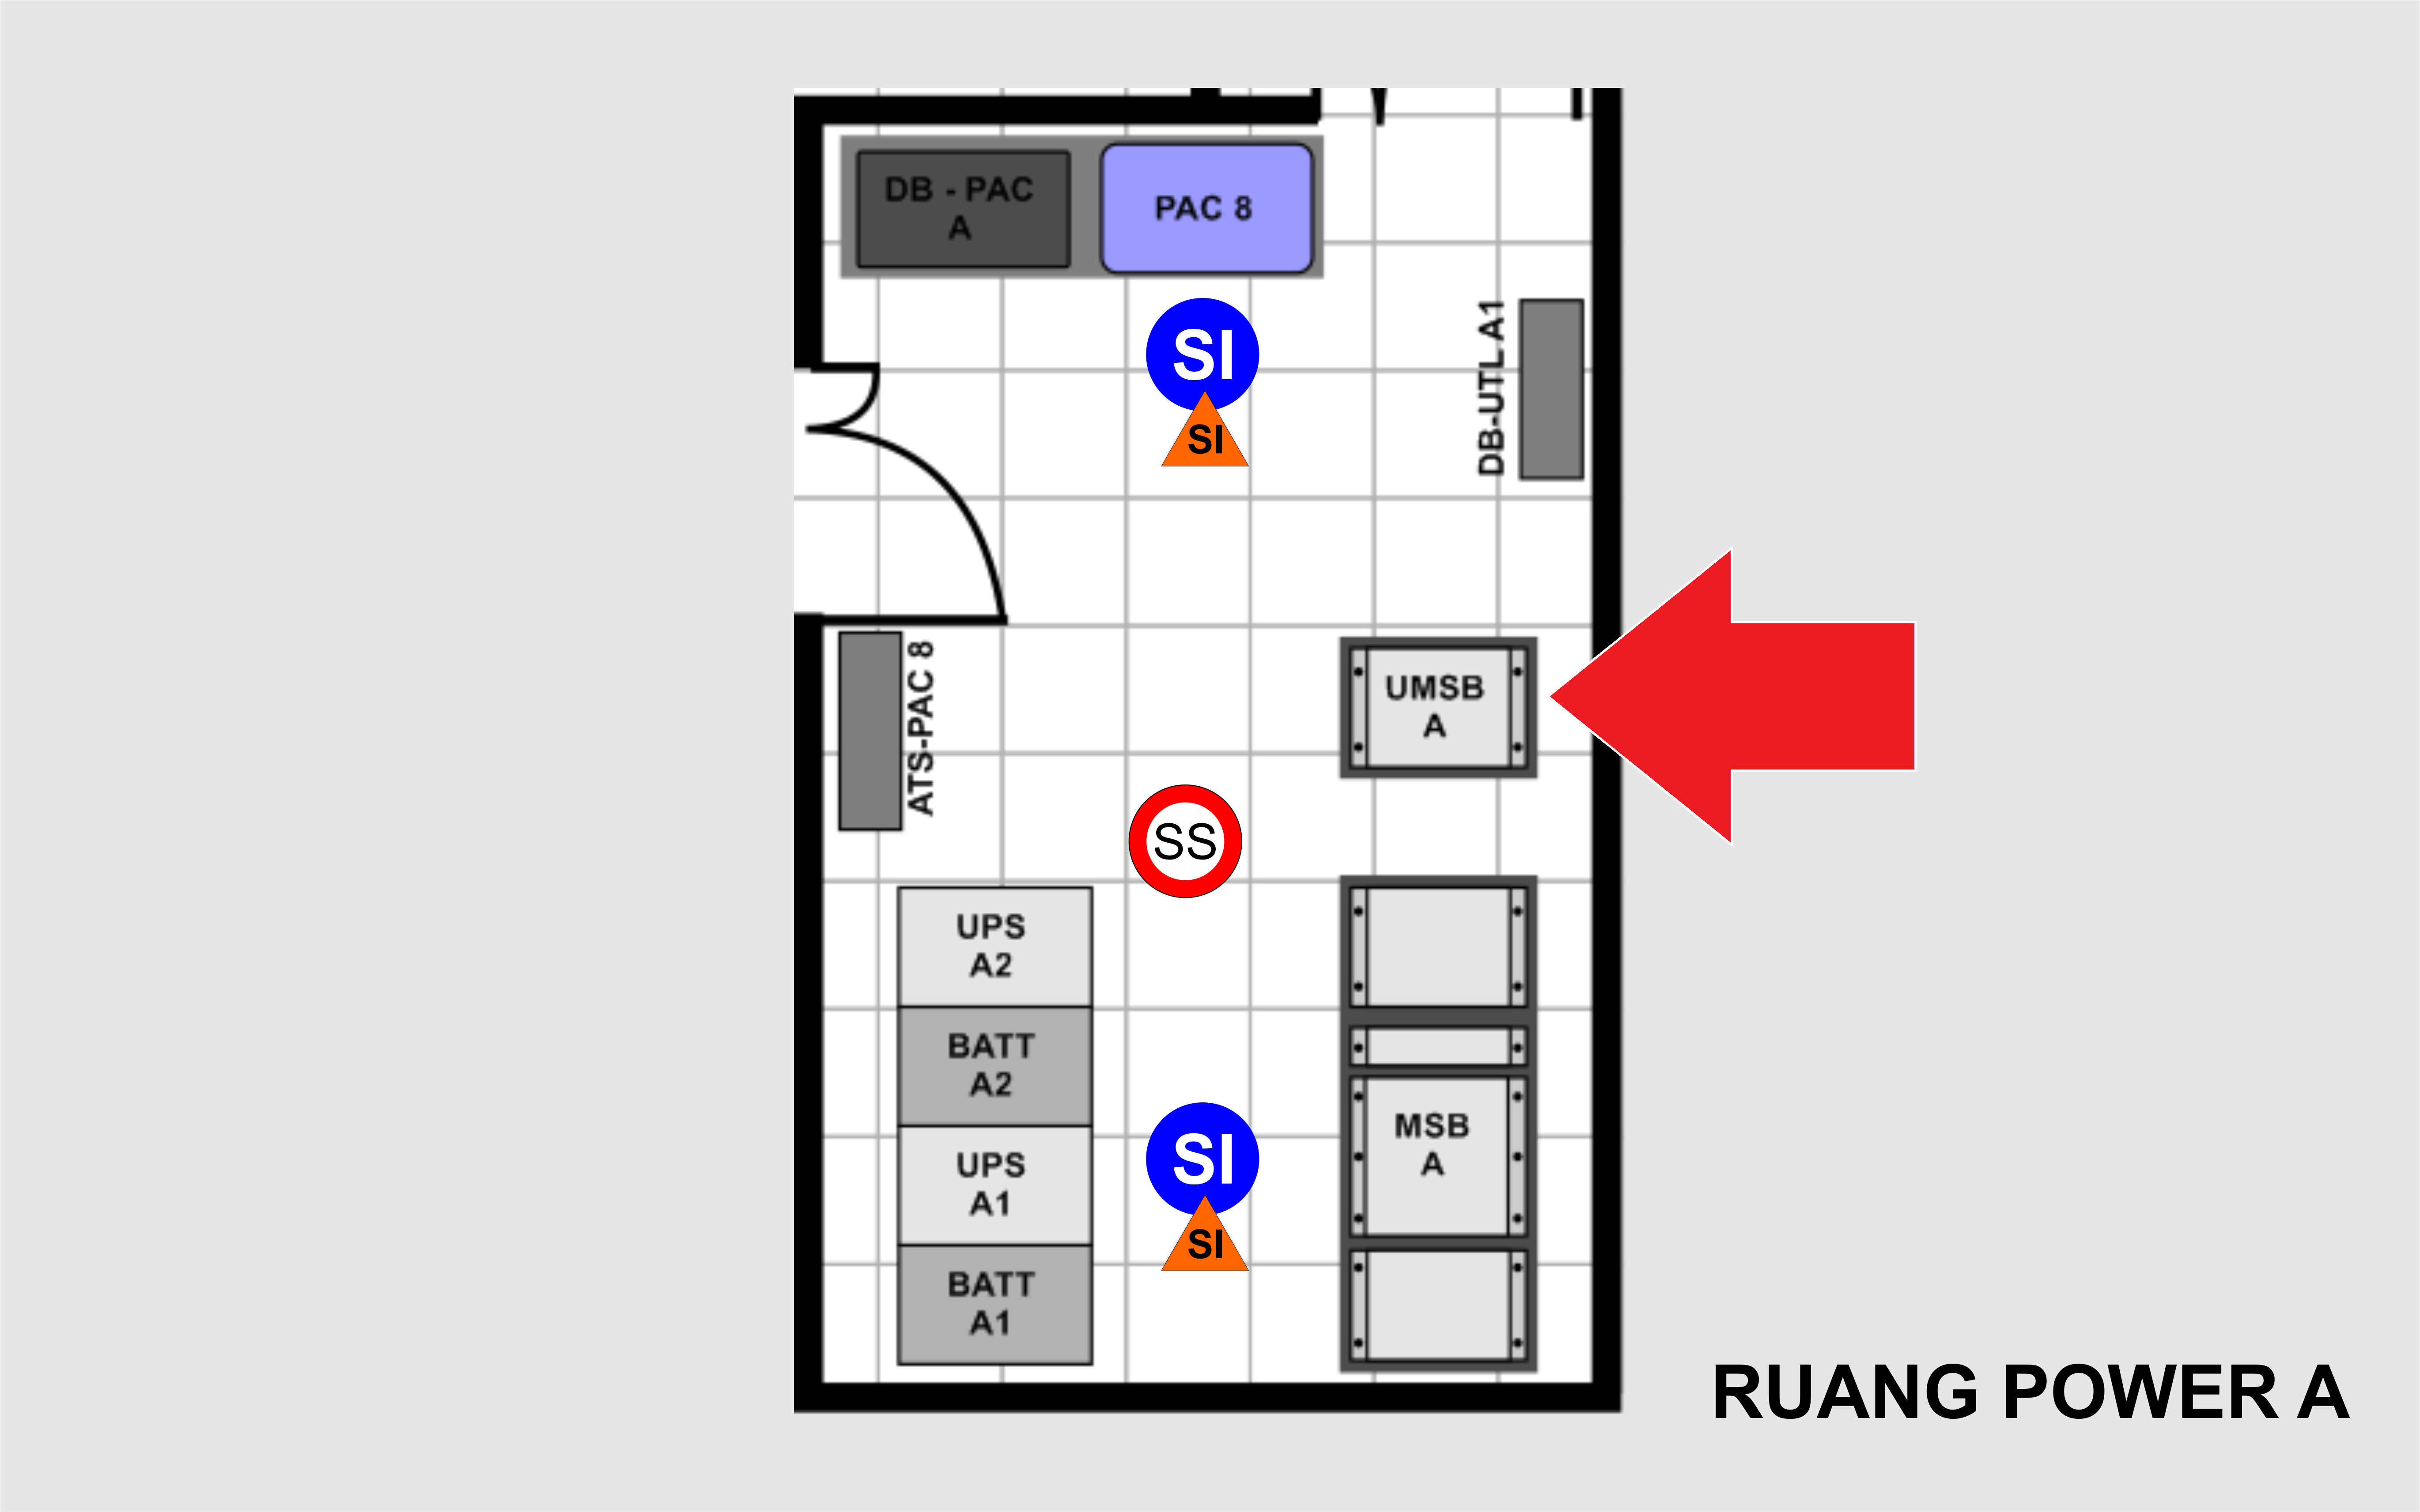 DB - PAC
A
PAC 8
SI
SI
DB-UTL A1
ATS-PAC 8
UMSB
A
SS
UPS
A2
BATT
A2
UPS
A1
BATT
A1
SI
SI
MSB
A
RUANG POWER A